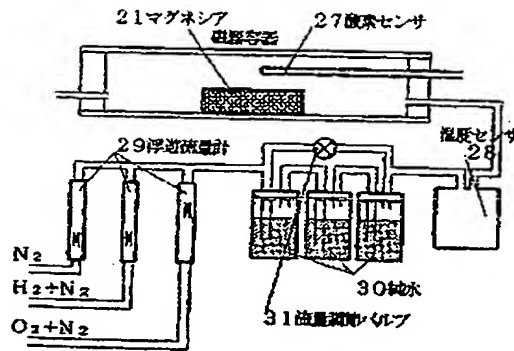 21マグネシア
磁器容器
27酸素センサ
29浮遊流量計
湿度センサ
28
N₂
H₂+N₂
O₂+N₂
30純水
31流量調節バルブ